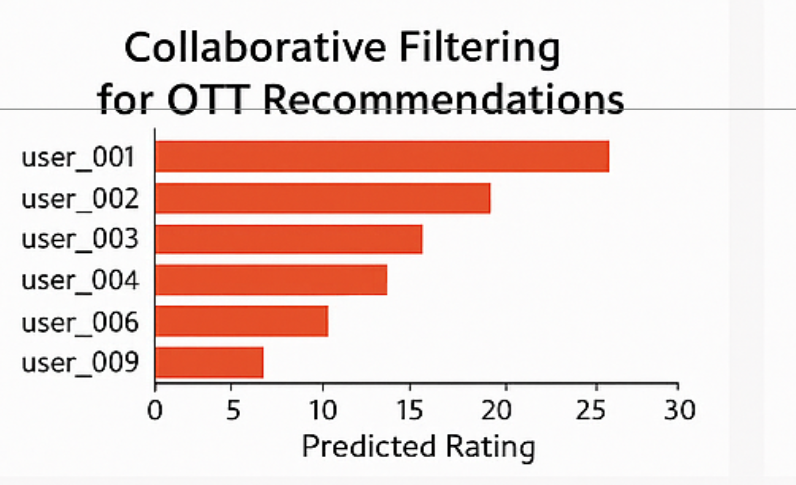 Collaborative Filtering
for OTT Recommendations
user_001
user_002
user_003
user_004
user_006
user_009
0 5 10 15 20 25 30
Predicted Rating